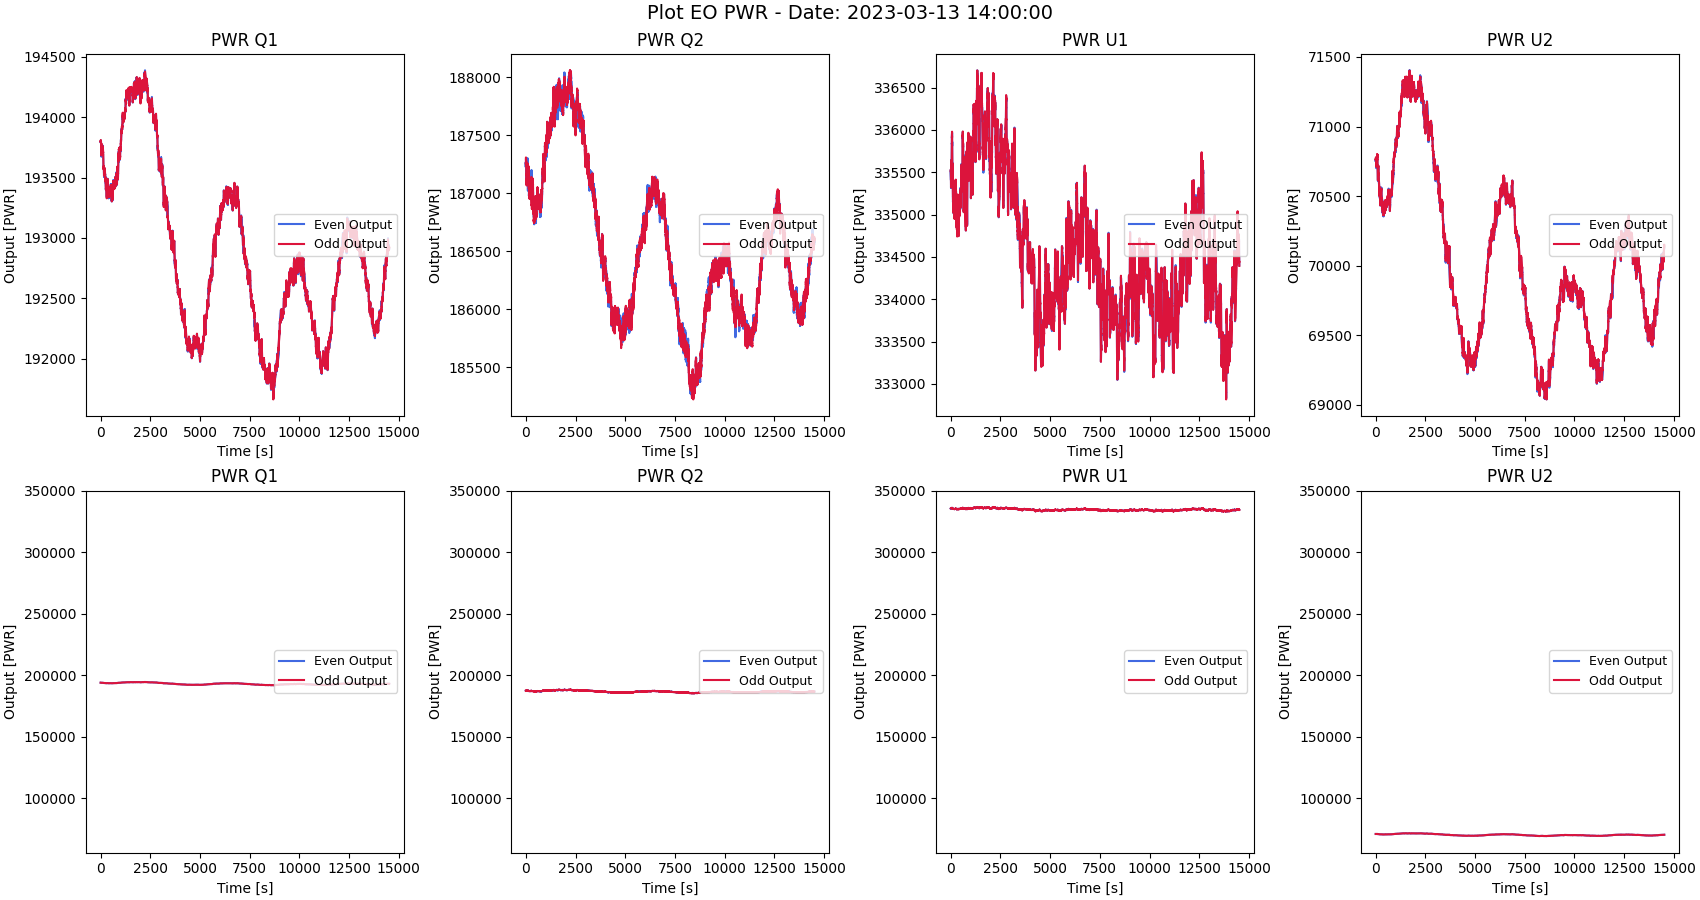 Plot EO PWR - Date: 2023-03-13 14:00:00
PWR Q1
Output [PWR]
194500
194000
193500
193000
192500
192000
Even Output
Odd Output
0 2500 5000 7500 10000 12500 15000
Time [s]
PWR Q2
Output [PWR]
188000
187500
187000
186500
186000
185500
Even Output
Odd Output
0 2500 5000 7500 10000 12500 15000
Time [s]
PWR U1
Output [PWR]
336500
336000
335500
335000
334500
334000
333500
333000
Even Output
Odd Output
0 2500 5000 7500 10000 12500 15000
Time [s]
PWR U2
Output [PWR]
71500
71000
70500
70000
69500
69000
Even Output
Odd Output
0 2500 5000 7500 10000 12500 15000
Time [s]
PWR Q1
Output [PWR]
350000
300000
250000
200000
150000
100000
Even Output
Odd Output
0 2500 5000 7500 10000 12500 15000
Time [s]
PWR Q2
Output [PWR]
350000
300000
250000
200000
150000
100000
Even Output
Odd Output
0 2500 5000 7500 10000 12500 15000
Time [s]
PWR U1
Output [PWR]
350000
300000
250000
200000
150000
100000
Even Output
Odd Output
0 2500 5000 7500 10000 12500 15000
Time [s]
PWR U2
Output [PWR]
350000
300000
250000
200000
150000
100000
Even Output
Odd Output
0 2500 5000 7500 10000 12500 15000
Time [s]